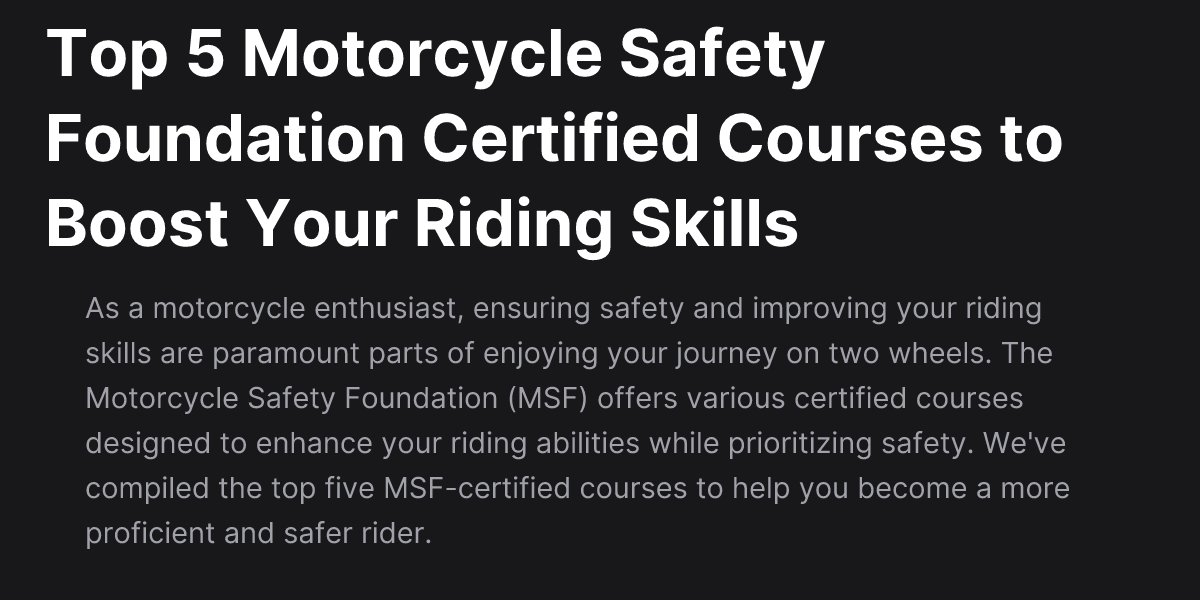 Top 5 Motorcycle Safety
Foundation Certified Courses to
Boost Your Riding Skills
As a motorcycle enthusiast, ensuring safety and improving your riding
skills are paramount parts of enjoying your journey on two wheels. The
Motorcycle Safety Foundation (MSF) offers various certified courses
designed to enhance your riding abilities while prioritizing safety. We've
compiled the top five MSF-certified courses to help you become a more
proficient and safer rider.